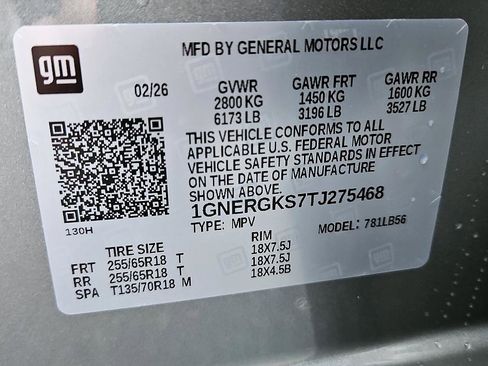 gm
MFD BY GENERAL MOTORS LLC
02/26 GVWR GAWR FRT GAWR RR
2800 KG 1450 KG 1600 KG
6173 LB 3196 LB 3527 LB
THIS VEHICLE CONFORMS TO ALL
APPLICABLE U.S. FEDERAL MOTOR
VEHICLE SAFETY STANDARDS IN EFFECT
ON THE DATE OF MANUFACTURE
SHOWN ABOVE.
1GNERGKS7TJ275468
130H TYPE: MPV MODEL: 781LB56
TIRE SIZE RIM
FRT 255/65R18 T 18X7.5J
RR 255/65R18 T 18X7.5J
SPA T135/70R18 M 18X4.5B